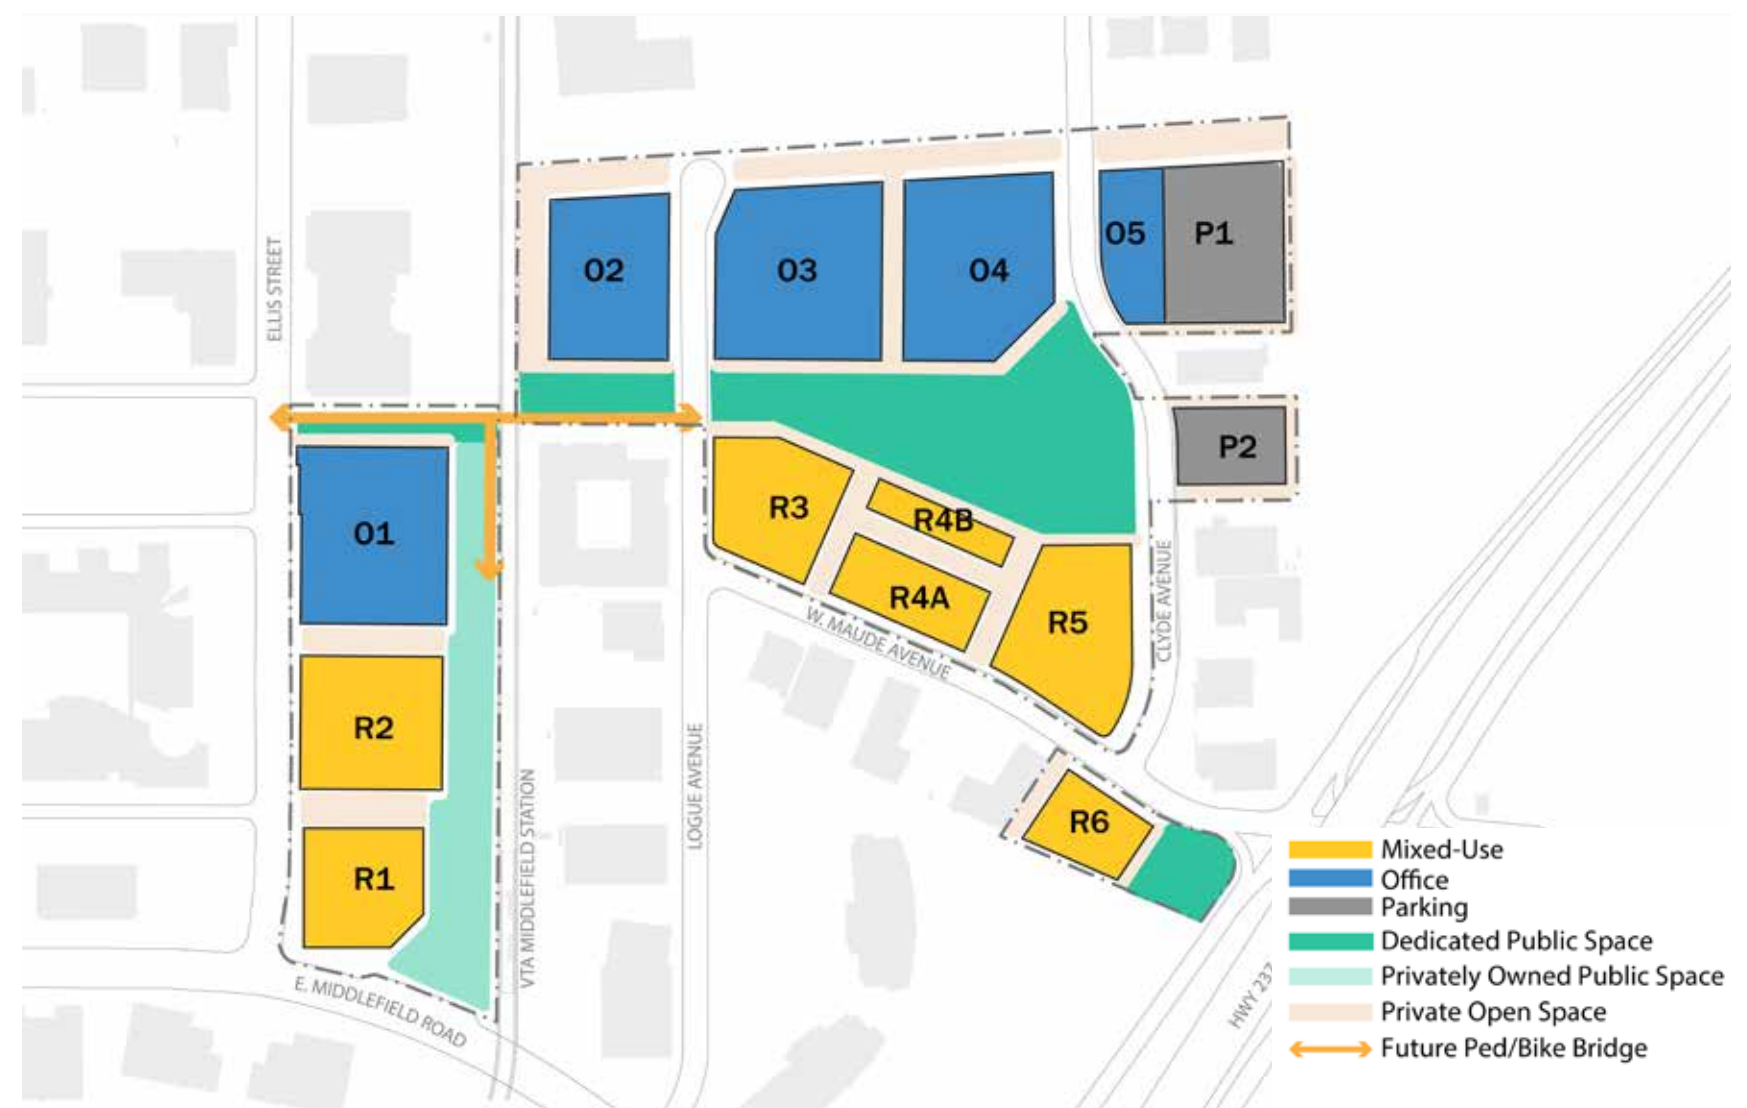 O2
O3
O4
O5
P1
ELLIS STREET
P2
O1
R3
R4B
R4A
R5
W. MAUDE AVENUE
CLYDE AVENUE
R2
LOGUE AVENUE
VTA MIDDLEFIELD STATION
R6
R1
E. MIDDLEFIELD ROAD
HWY 237
Mixed-Use
Office
Parking
Dedicated Public Space
Privately Owned Public Space
Private Open Space
Future Ped/Bike Bridge